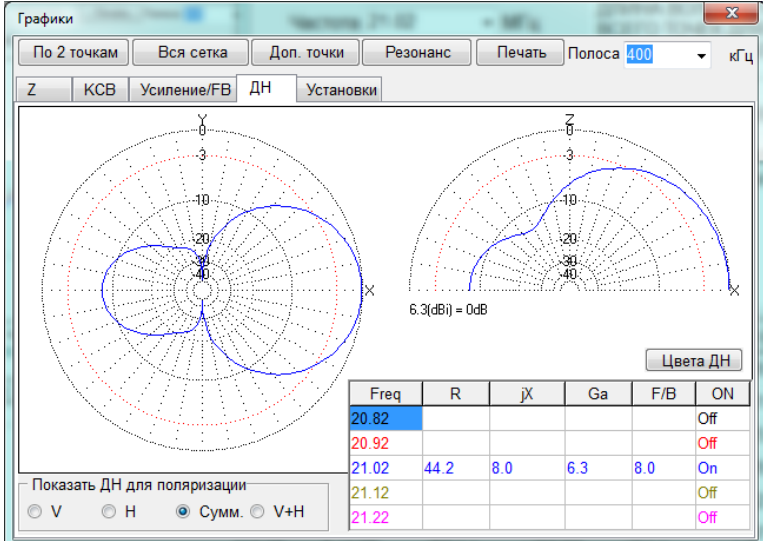 Графики
Частота 21.02 МГц
По 2 точкам Вся сетка Доп. точки Резонанс Печать Полоса 400 кГц
Z КСВ Усиление/FB ДН Установки
Y Z
0 0
-3 -3
-10 -10
-20 -20
-30 -30
-40 -40
X X
6.3(dBi) = 0dB
Цвета ДН
Freq R jX Ga F/B ON
20.82 Off
20.92 Off
21.02 44.2 8.0 6.3 8.0 On
21.12 Off
21.22 Off
Показать ДН для поляризации
V H Сумм. V+H